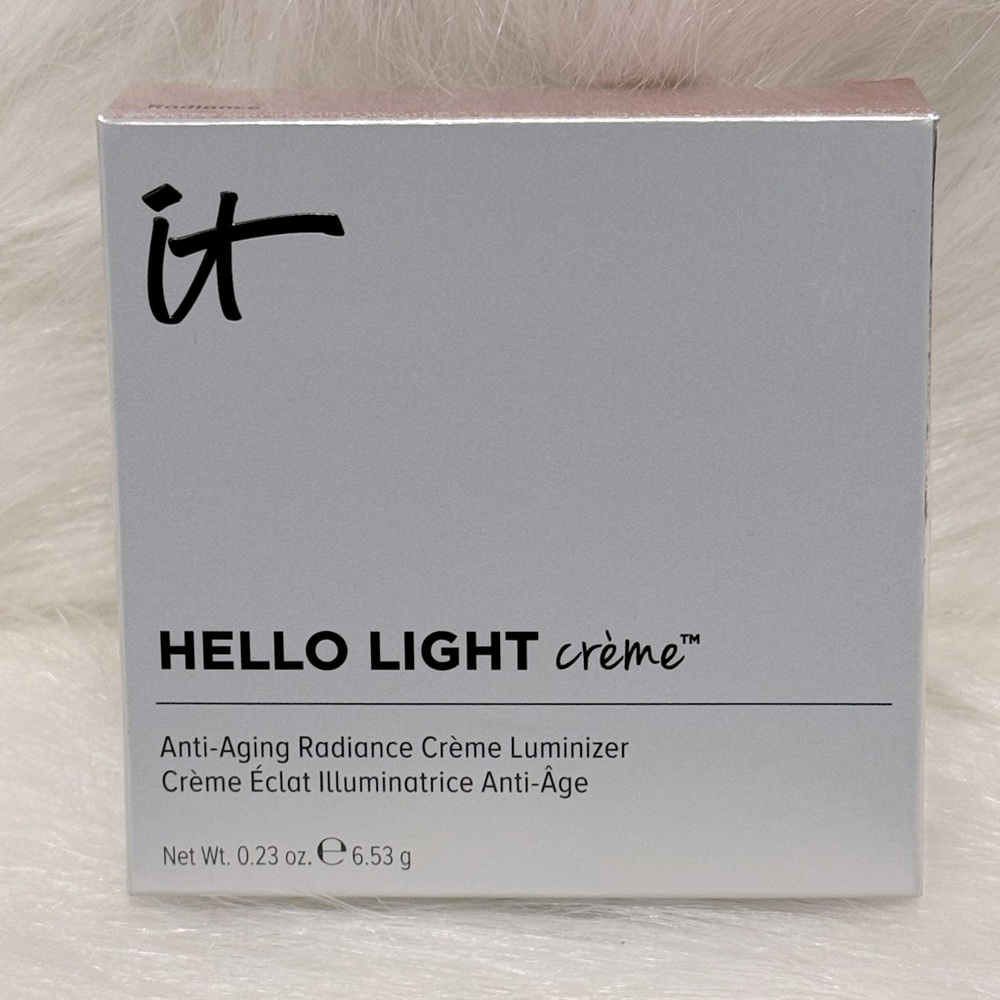 Radiance
it
HELLO LIGHT crème™
Anti-Aging Radiance Crème Luminizer
Crème Éclat Illuminatrice Anti-Âge
Net Wt. 0.23 oz. ℮ 6.53 g